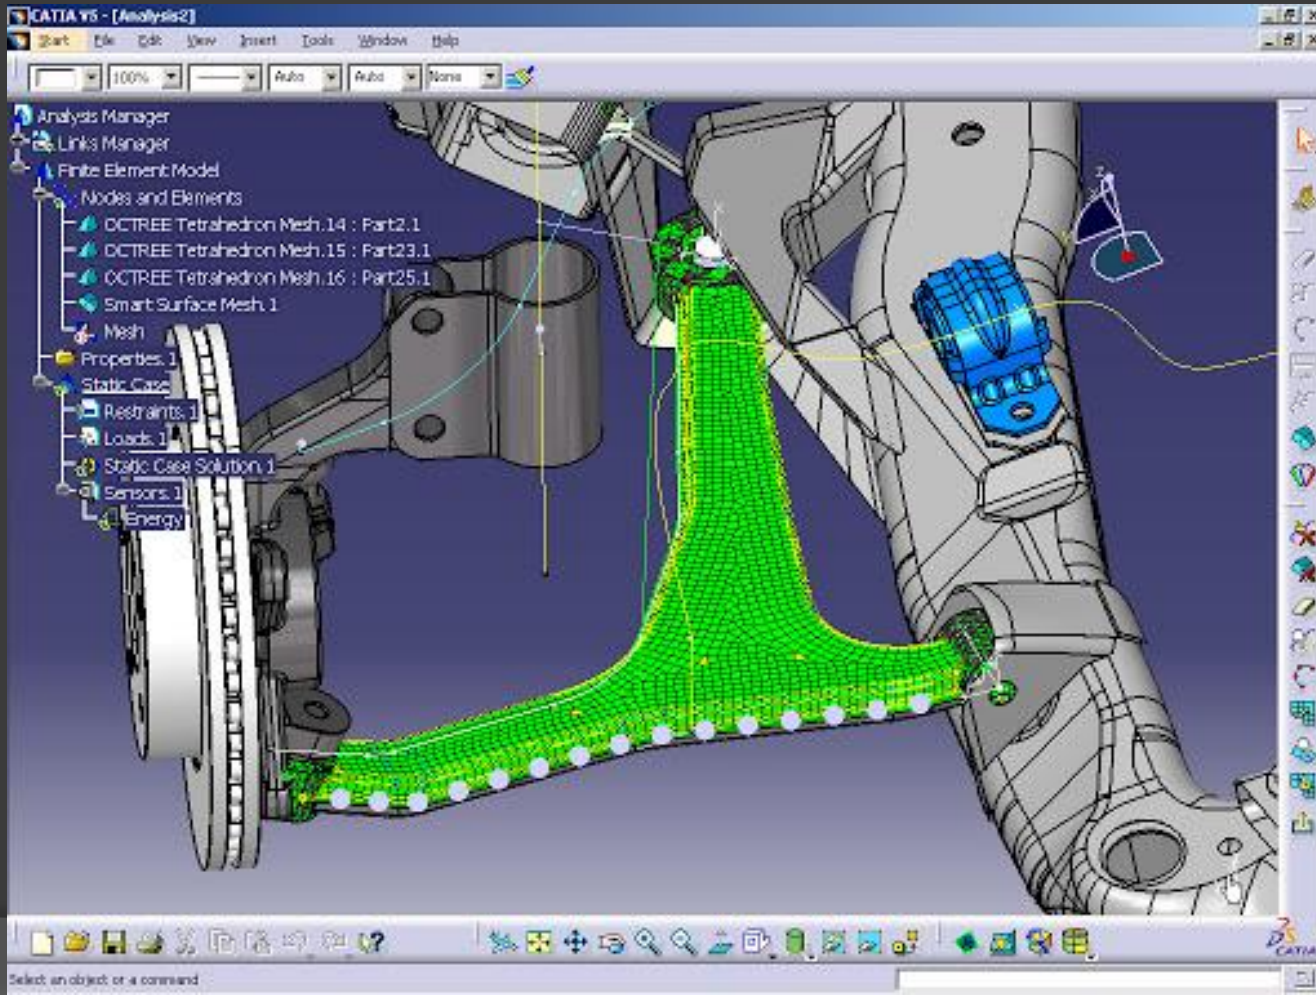 CATIA V5 - [Analysis2]
Start File Edit View Insert Tools Window Help
100% Auto Auto None
Analysis Manager
Links Manager
Finite Element Model
Nodes and Elements
OCTREE Tetrahedron Mesh.14 : Part2.1
OCTREE Tetrahedron Mesh.15 : Part23.1
OCTREE Tetrahedron Mesh.16 : Part25.1
Smart Surface Mesh.1
Mesh
Properties.1
Static Case
Restraints.1
Loads.1
Static Case Solution.1
Sensors.1
Energy
CATIA
Select an object or a command